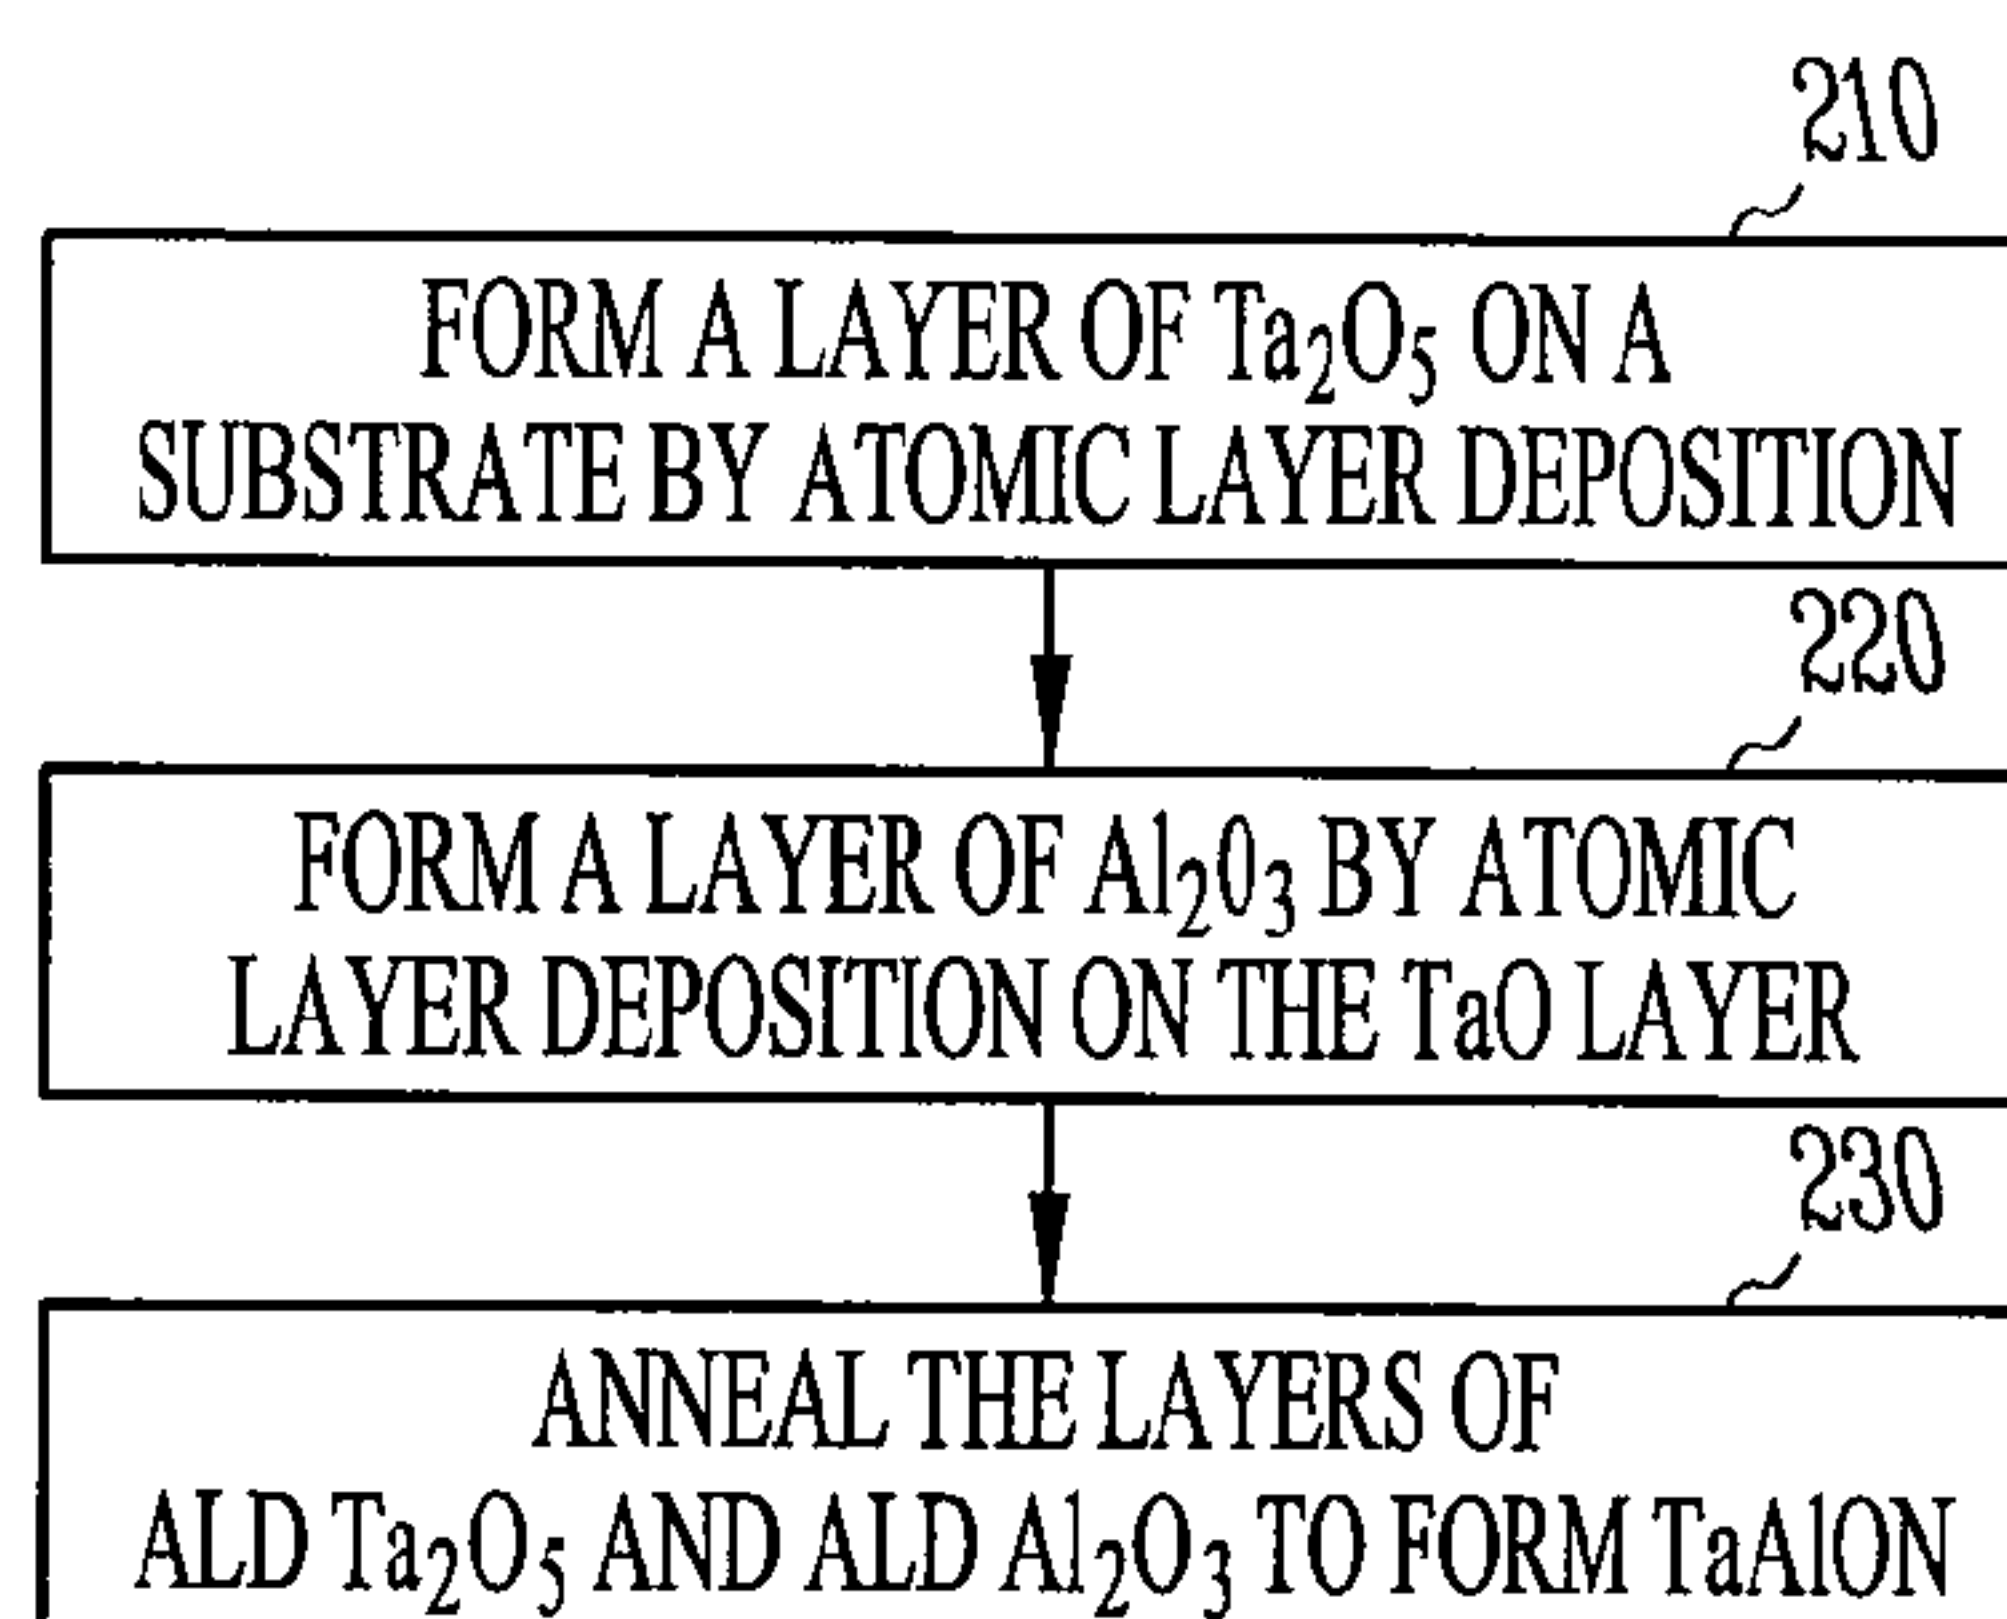 210
FORM A LAYER OF Ta₂O₅ ON A
SUBSTRATE BY ATOMIC LAYER DEPOSITION
220
FORM A LAYER OF Al₂0₃ BY ATOMIC
LAYER DEPOSITION ON THE TaO LAYER
230
ANNEAL THE LAYERS OF
ALD Ta₂O₅ AND ALD Al₂O₃ TO FORM TaAlON